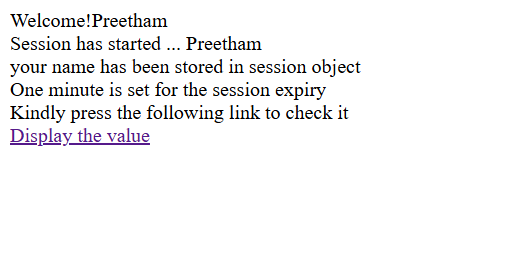 Welcome!Preetham
Session has started ... Preetham
your name has been stored in session object
One minute is set for the session expiry
Kindly press the following link to check it
Display the value